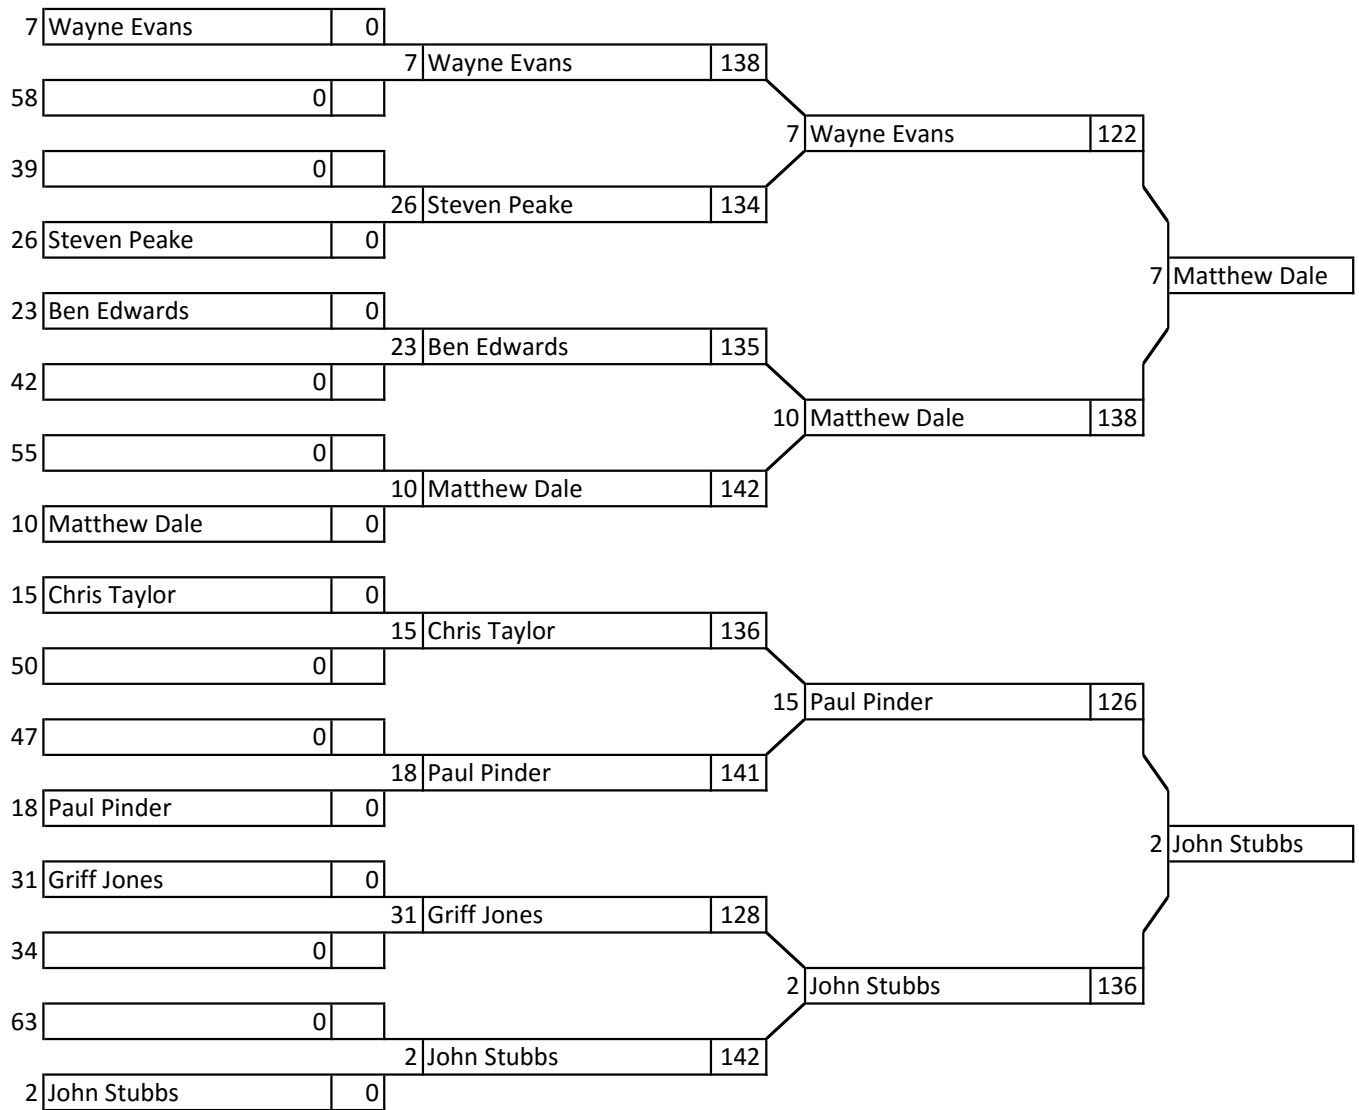 7 Wayne Evans 0
7 Wayne Evans 138
58 0
7 Wayne Evans 122
39 0
26 Steven Peake 134
26 Steven Peake 0
7 Matthew Dale
23 Ben Edwards 0
23 Ben Edwards 135
42 0
10 Matthew Dale 138
55 0
10 Matthew Dale 142
10 Matthew Dale 0
15 Chris Taylor 0
15 Chris Taylor 136
50 0
15 Paul Pinder 126
47 0
18 Paul Pinder 141
18 Paul Pinder 0
2 John Stubbs
31 Griff Jones 0
31 Griff Jones 128
34 0
2 John Stubbs 136
63 0
2 John Stubbs 142
2 John Stubbs 0